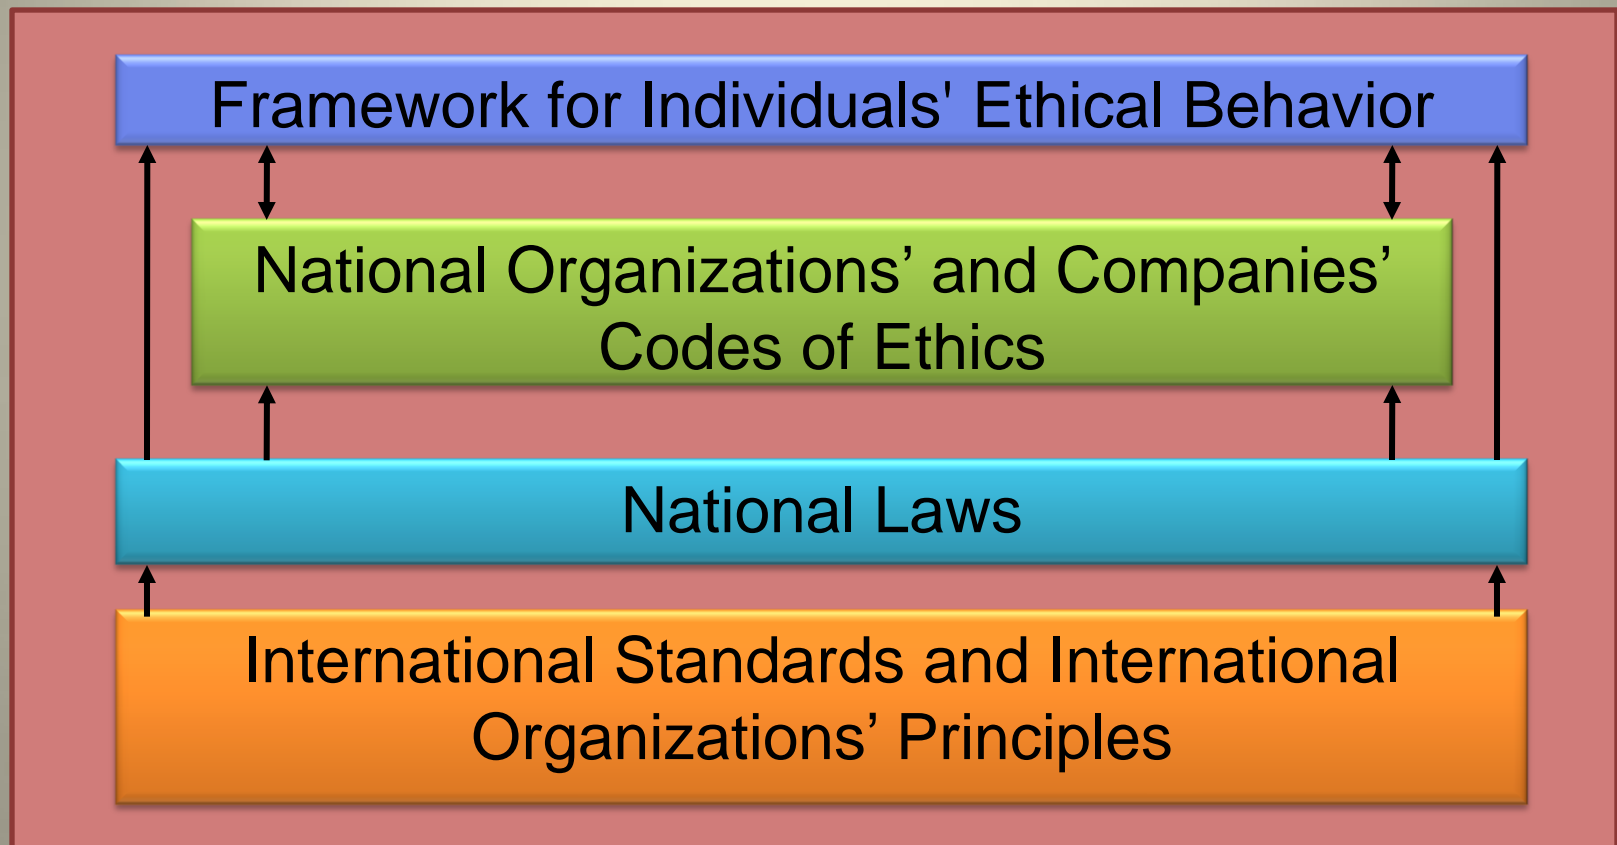 Framework for Individuals' Ethical Behavior
National Organizations’ and Companies’
Codes of Ethics
National Laws
International Standards and International
Organizations’ Principles